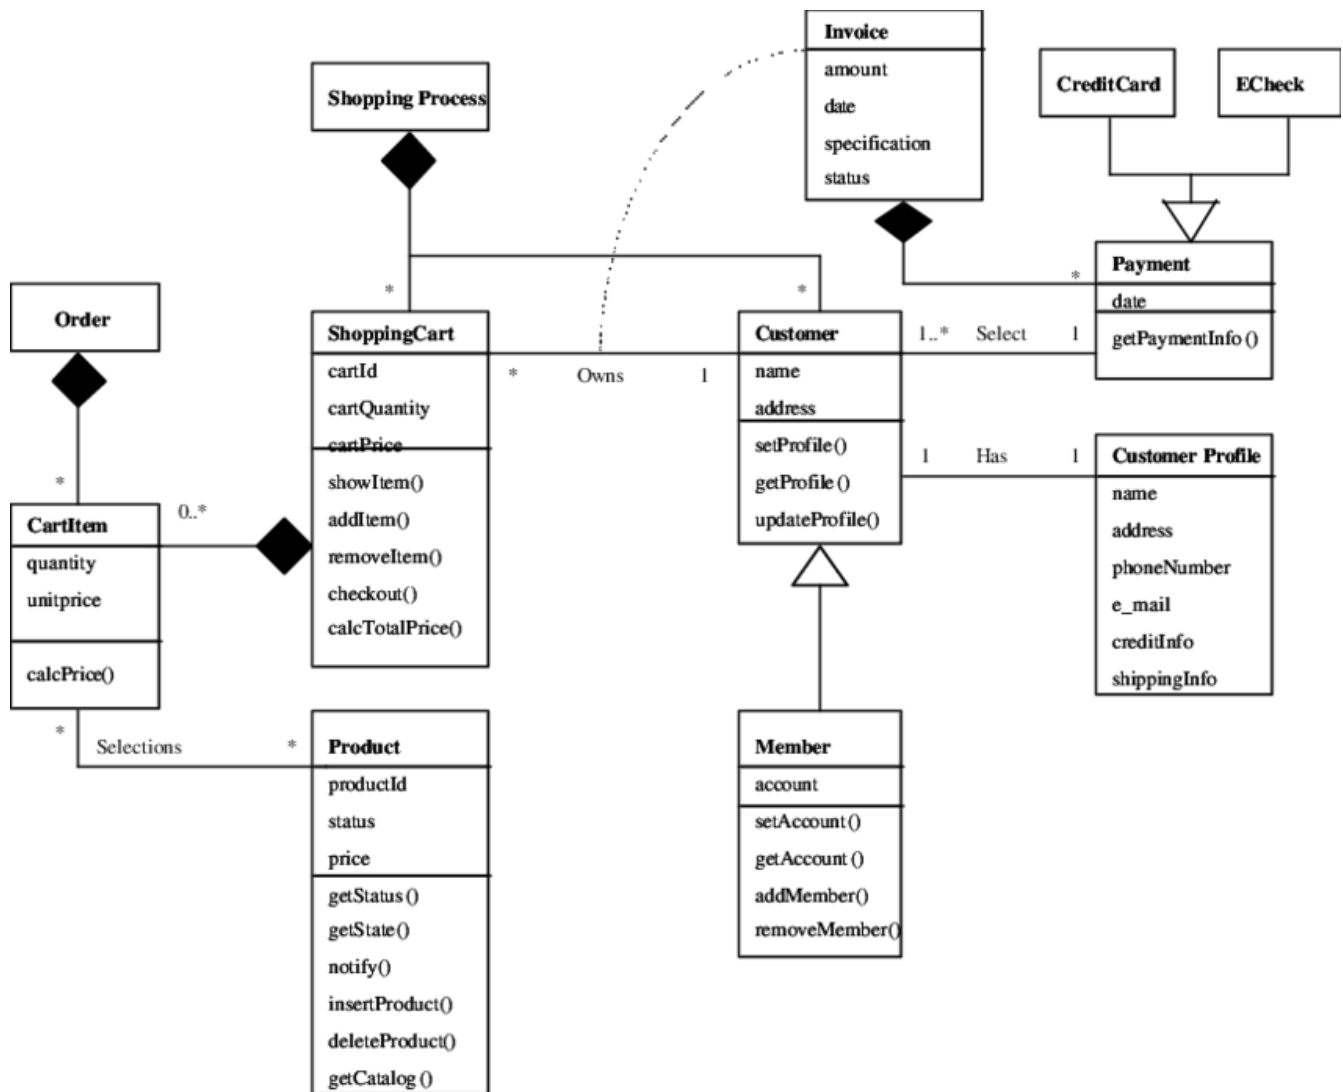 Shopping Process
Invoice
amount
date
specification
status
CreditCard
ECheck
Payment
date
getPaymentInfo ()
*
Order
*
*
ShoppingCart
cartId
cartQuantity
cartPrice
showItem()
addItem()
removeItem()
checkout()
calcTotalPrice()
* Owns 1
Customer
name
address
setProfile()
getProfile ()
updateProfile()
1..* Select 1
1 Has 1
Customer Profile
name
address
phoneNumber
e_mail
creditInfo
shippingInfo
*
CartItem
quantity
unitprice
calcPrice()
0..*
* Selections *
Product
productId
status
price
getStatus ()
getState()
notify()
insertProduct()
deleteProduct()
getCatalog ()
Member
account
setAccount ()
getAccount ()
addMember()
removeMember()